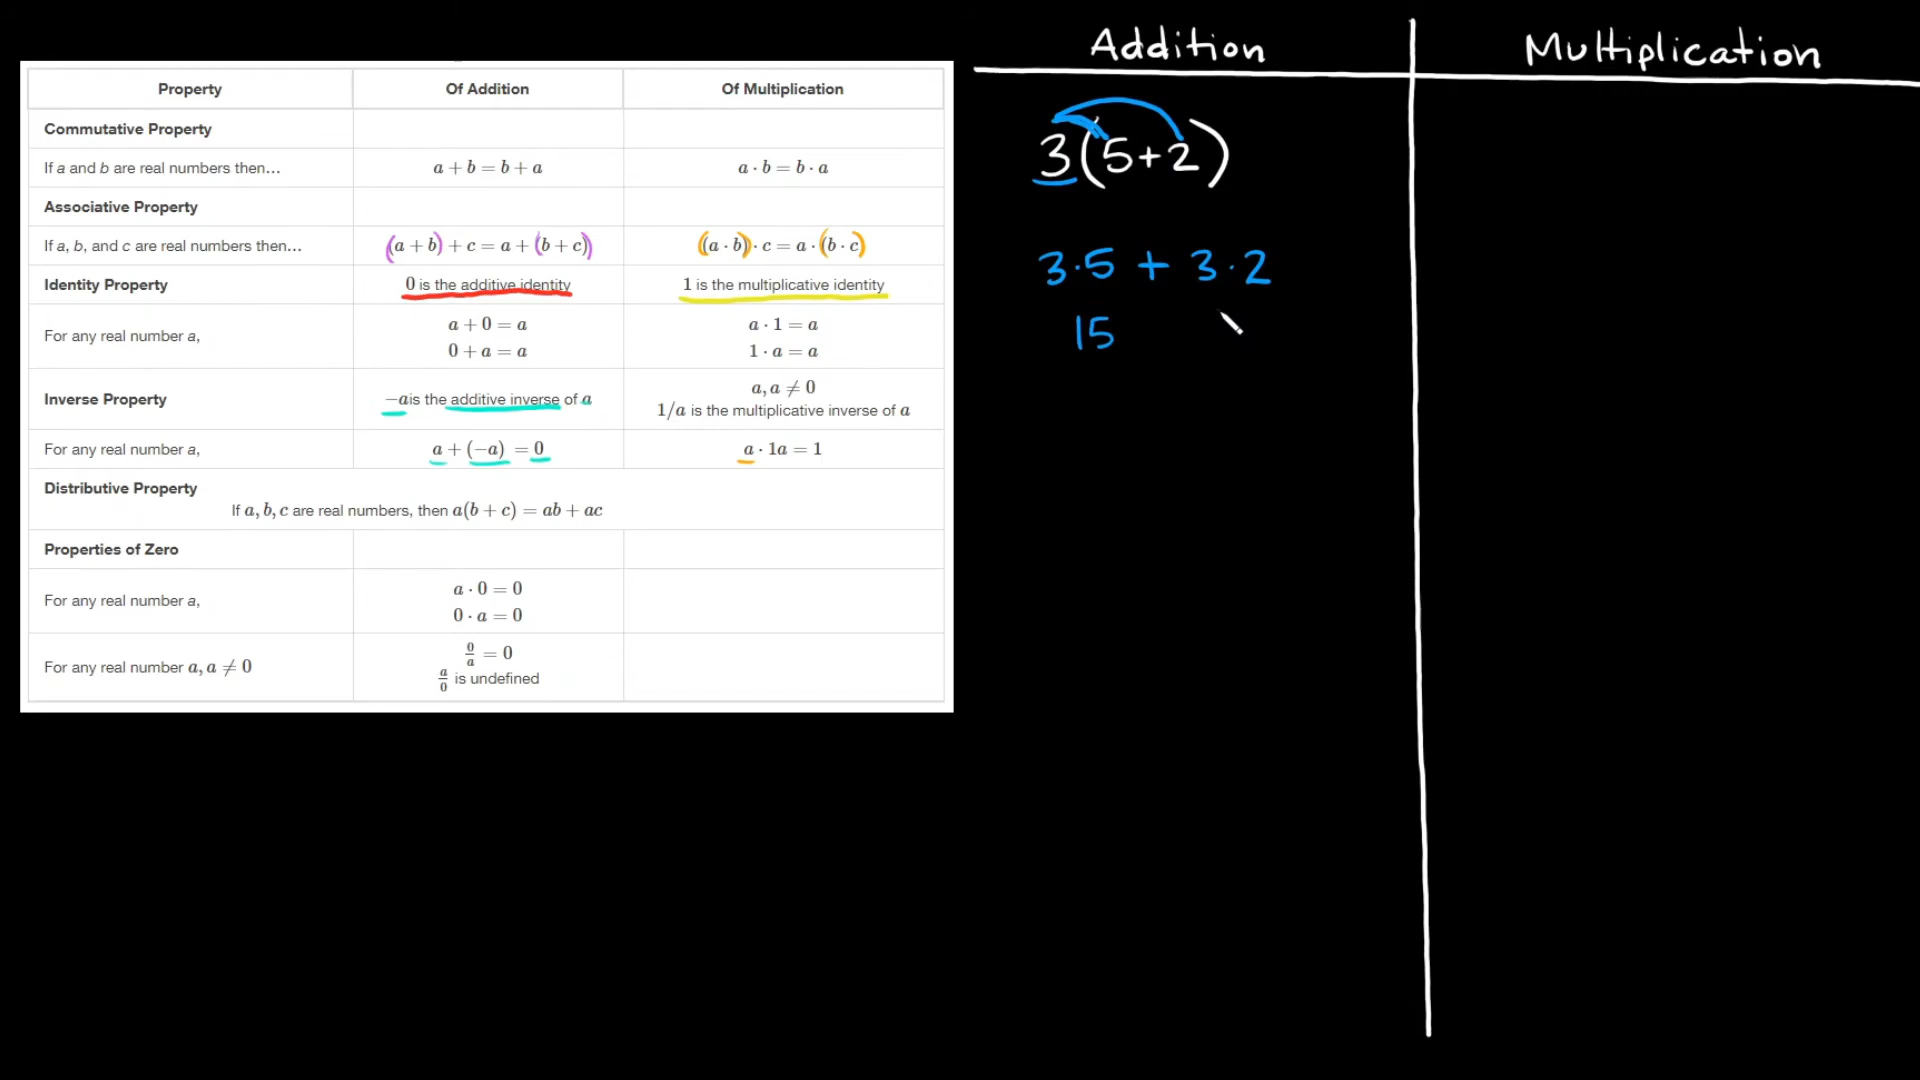 Property Of Addition Of Multiplication
Commutative Property
If a and b are real numbers then... a + b = b + a a · b = b · a
Associative Property
If a, b, and c are real numbers then... (a + b) + c = a + (b + c) (a · b) · c = a · (b · c)
Identity Property 0 is the additive identity 1 is the multiplicative identity
For any real number a, a + 0 = a a · 1 = a
0 + a = a 1 · a = a
Inverse Property −a is the additive inverse of a a, a ≠ 0
1/a is the multiplicative inverse of a
For any real number a, a + (−a) = 0 a · 1a = 1
Distributive Property
If a, b, c are real numbers, then a(b + c) = ab + ac
Properties of Zero
For any real number a, a · 0 = 0
0 · a = 0
For any real number a, a ≠ 0 0/a = 0
a/0 is undefined
Addition Multiplication
3(5+2)
3·5 + 3·2
15